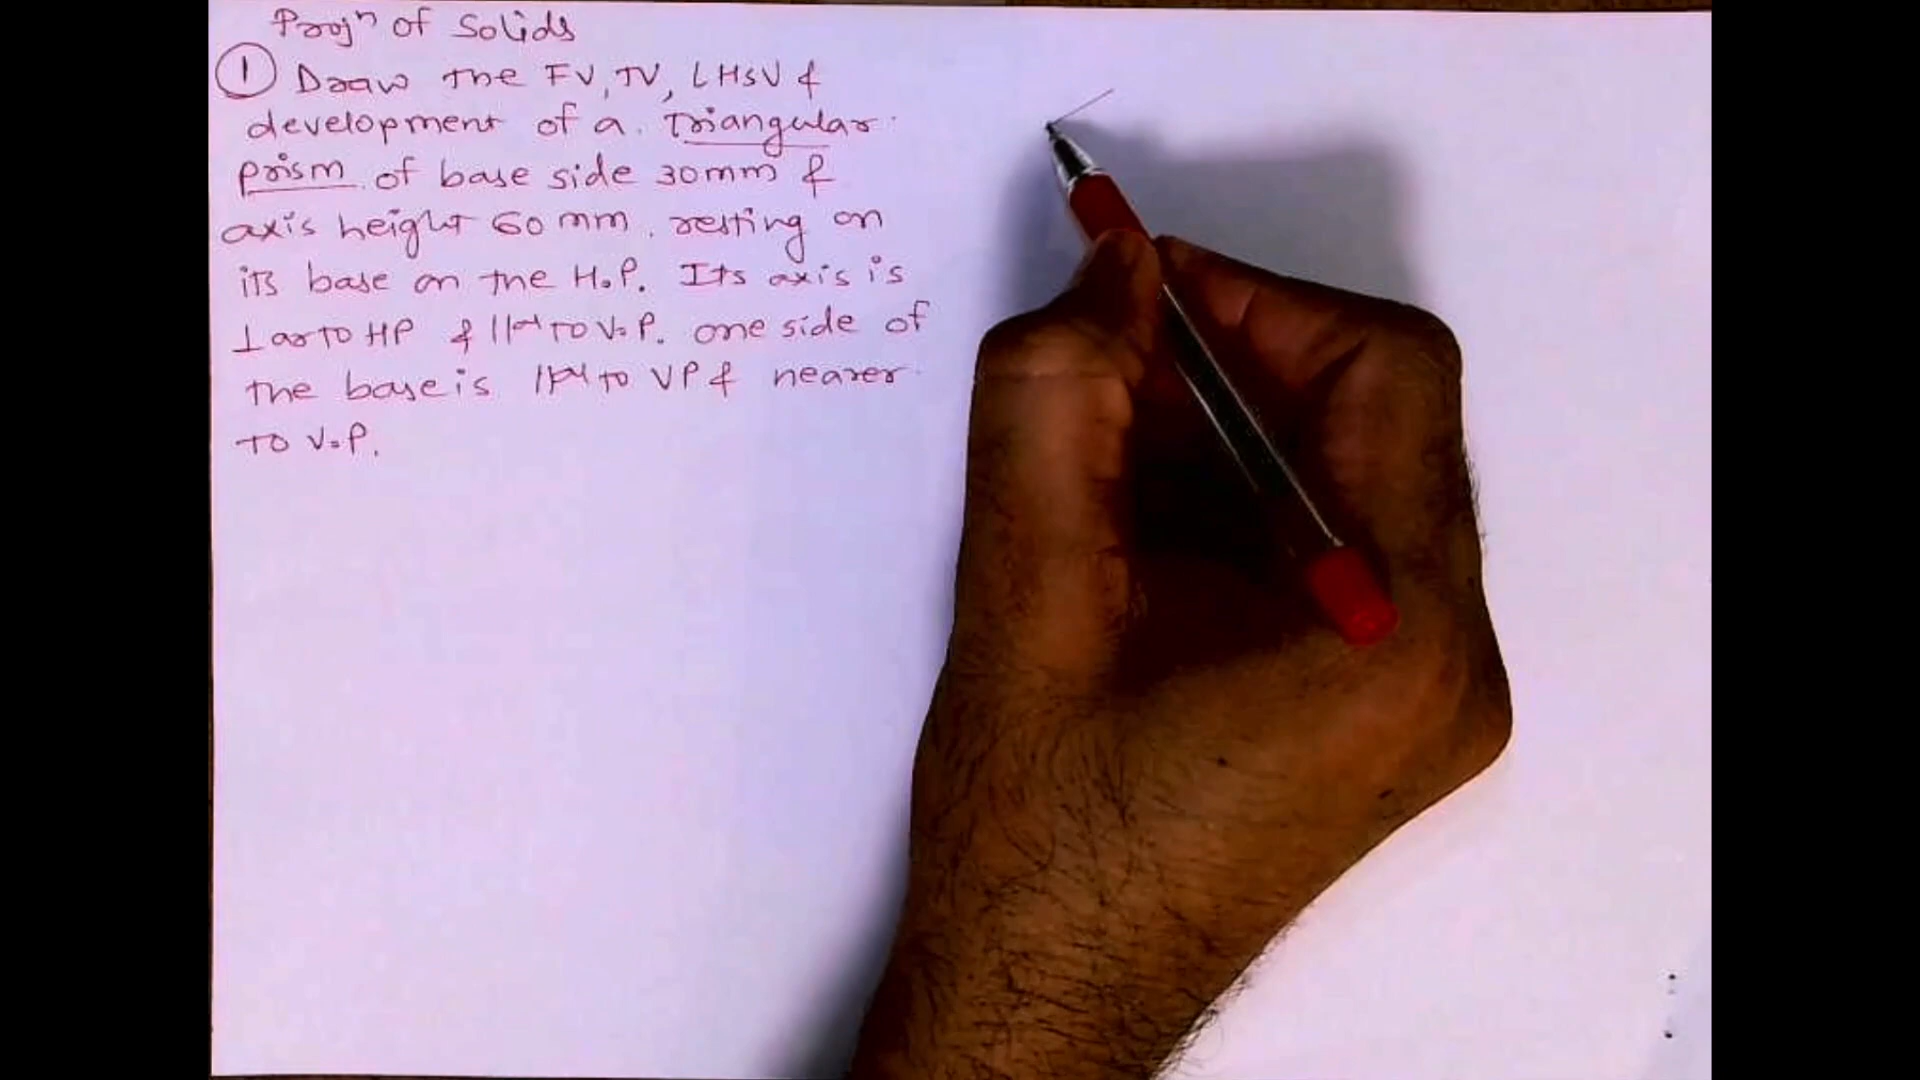 Projⁿ of Solids
① Draw the FV, TV, LHSV &
development of a Triangular
prism of base side 30mm &
axis height 60 mm. resting on
its base on the H.P. Its axis is
⊥ar to HP & ||el to V.P. one side of
the base is ||el to VP & nearer
to V.P.